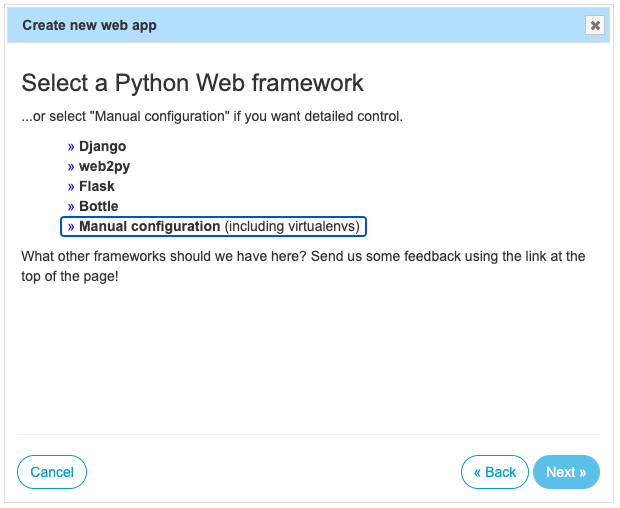 Create new web app
Select a Python Web framework
...or select "Manual configuration" if you want detailed control.
» Django
» web2py
» Flask
» Bottle
» Manual configuration (including virtualenvs)
What other frameworks should we have here? Send us some feedback using the link at the
top of the page!
Cancel
« Back
Next »